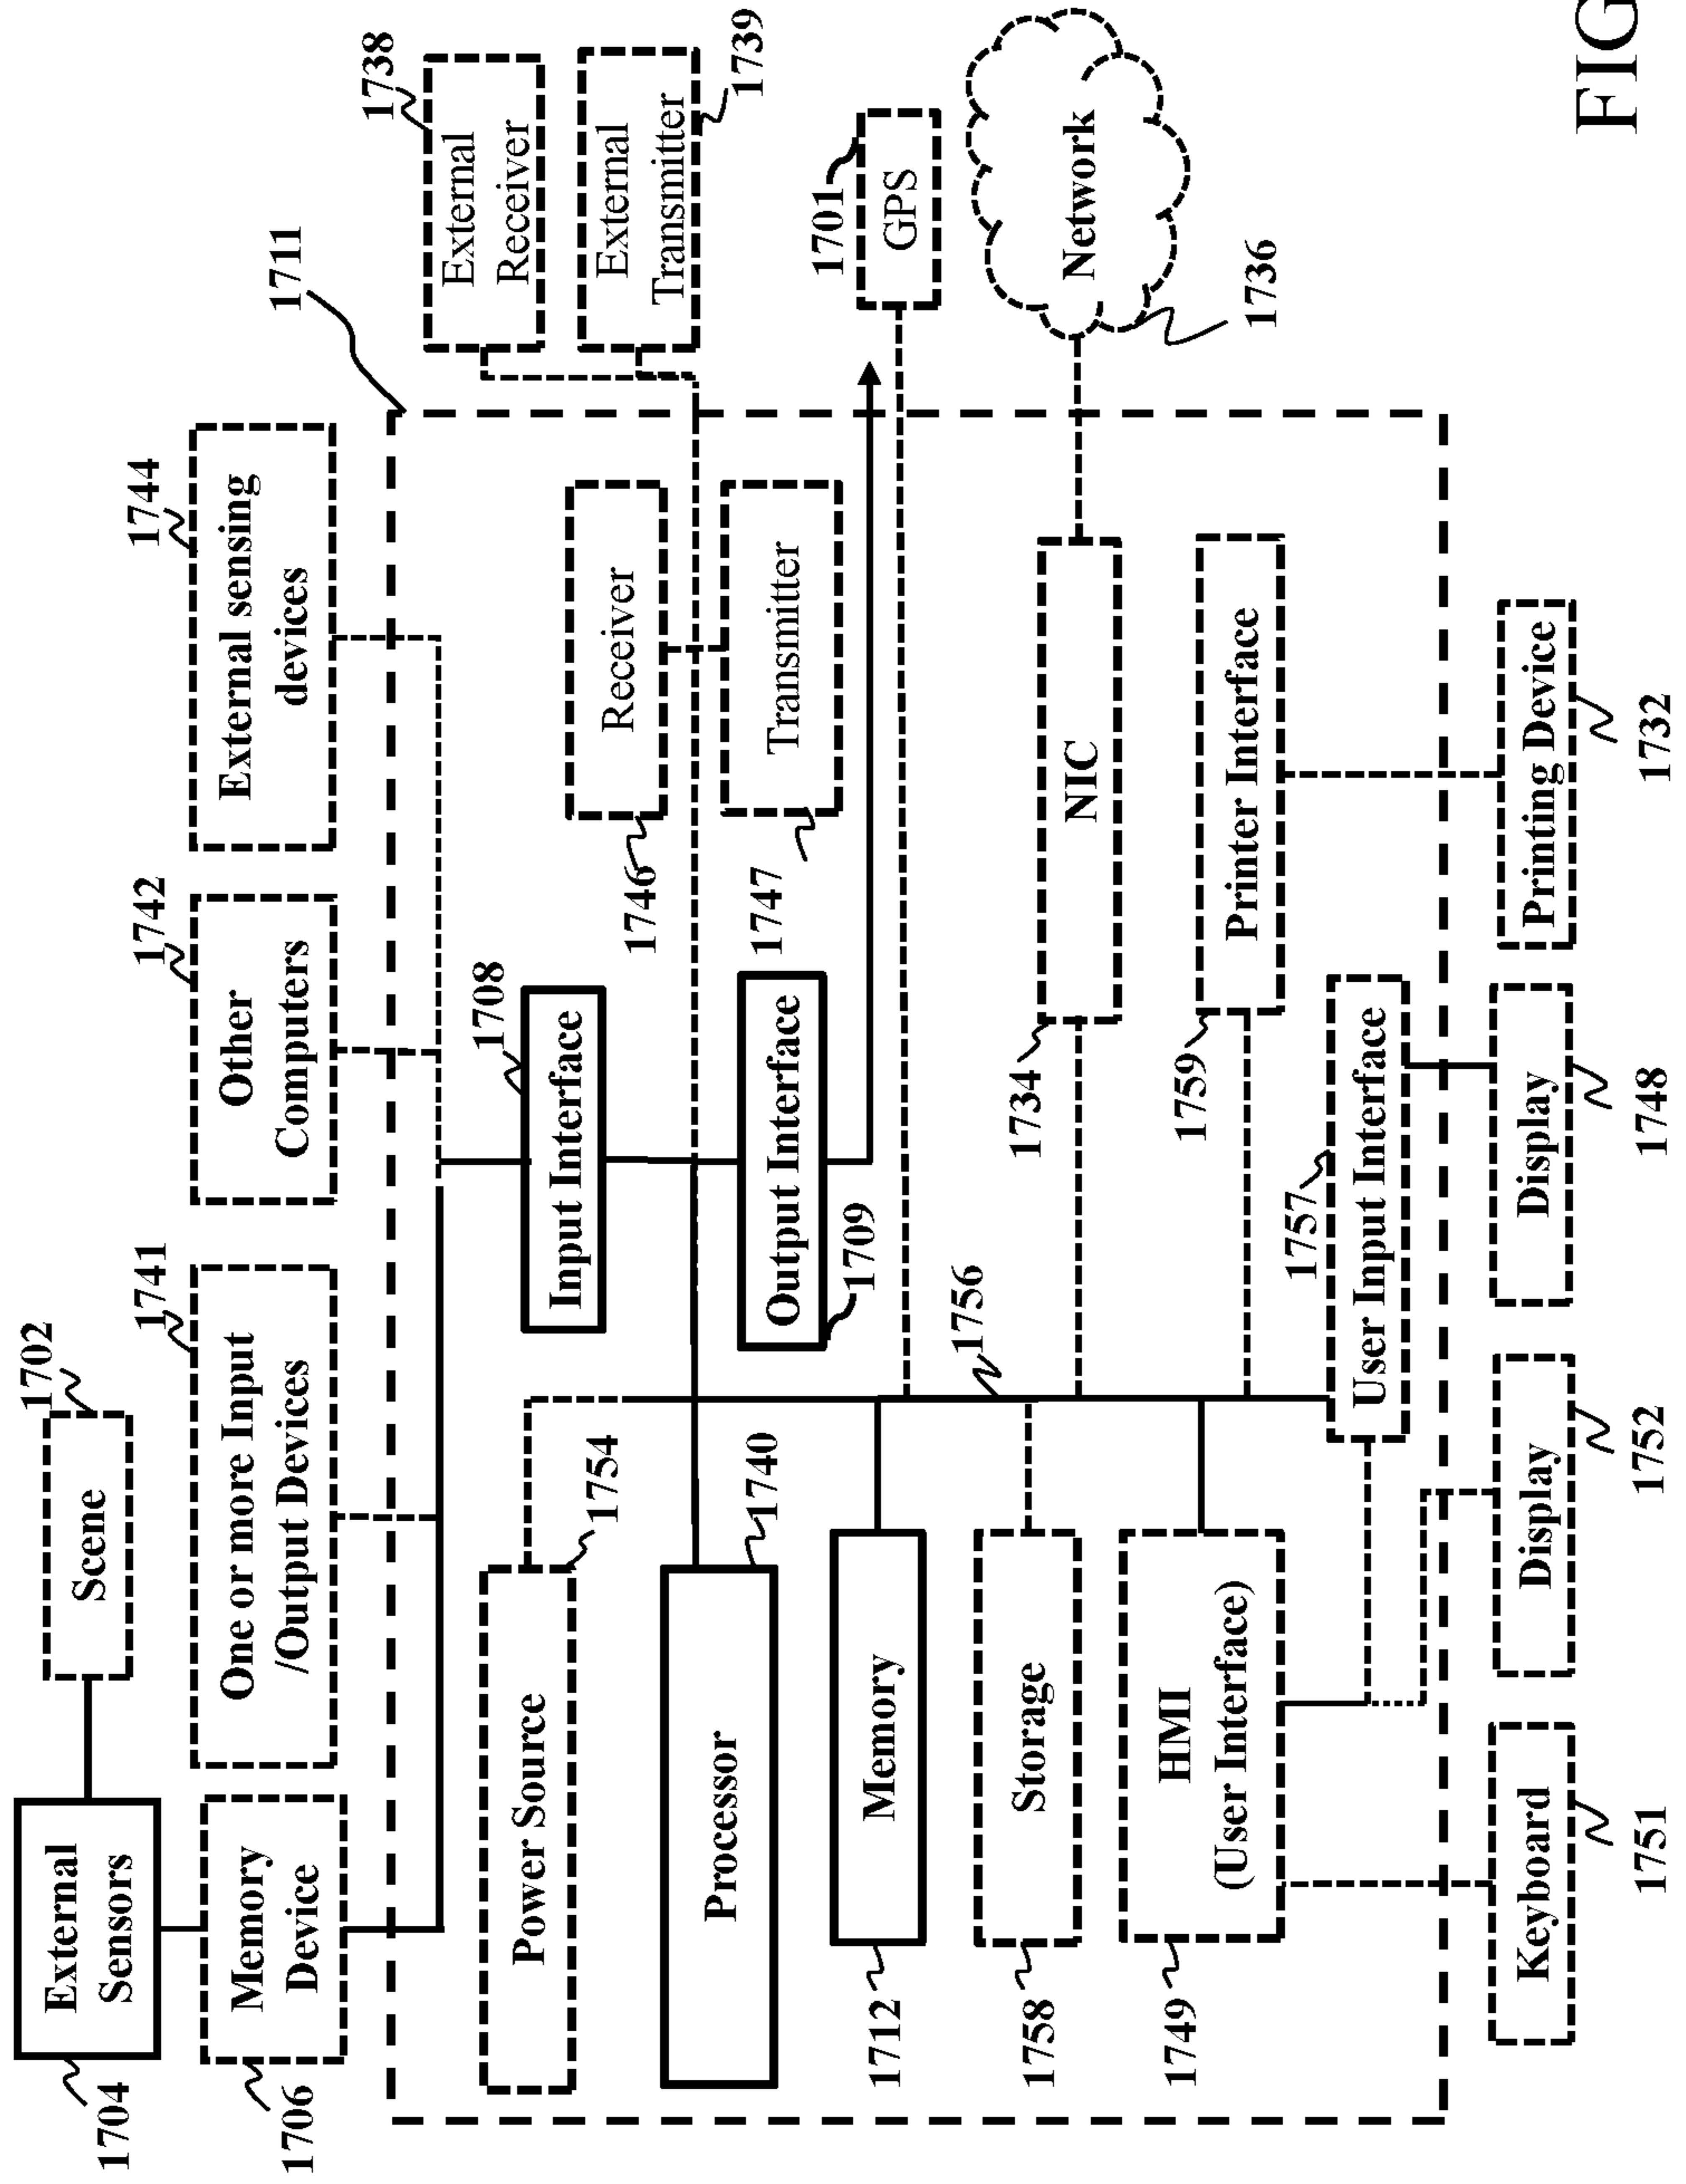 1702
Scene
1704
External
Sensors
1706
Memory
Device
1741
One or more Input
/Output Devices
1742
Other
Computers
1744
External sensing
devices
1711
1738
External
Receiver
External
Transmitter
1739
1754
Power Source
1708
Input Interface
Receiver
1746
Processor
1740
Output Interface
1709
Transmitter
1747
1701
GPS
1712
Memory
1756
1758
Storage
1734
NIC
Network
1736
1749
HMI
(User Interface)
1759
Printer Interface
1757
User Input Interface
Keyboard
1751
Display
1752
Display
1748
Printing Device
1732
FIG